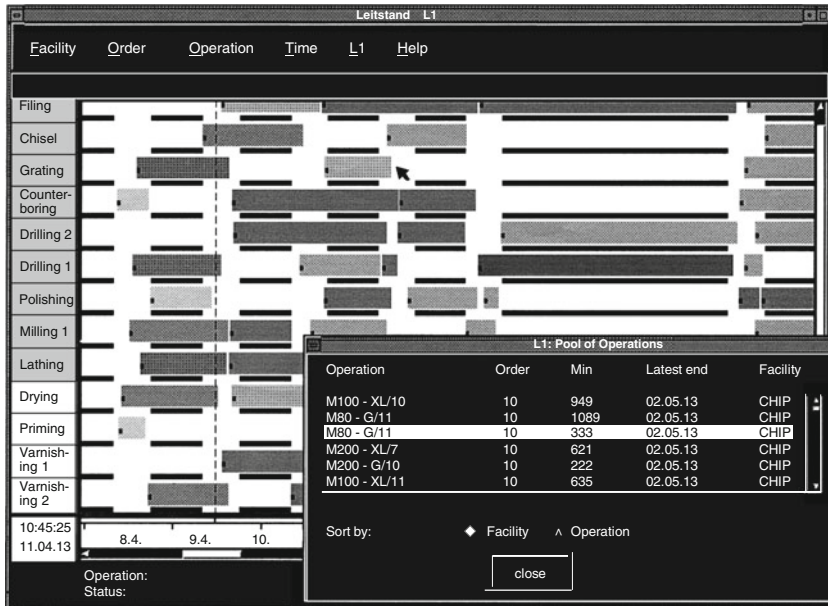 Leitstand L1
Facility Order Operation Time L1 Help
Filing
Chisel
Grating
Counter-
boring
Drilling 2
Drilling 1
Polishing
Milling 1
Lathing
Drying
Priming
Varnish-
ing 1
Varnish-
ing 2
10:45:25
11.04.13
8.4. 9.4. 10.
Operation:
Status:
L1: Pool of Operations
Operation Order Min Latest end Facility
M100 - XL/10 10 949 02.05.13 CHIP
M80 - G/11 10 1089 02.05.13 CHIP
M80 - G/11 10 333 02.05.13 CHIP
M200 - XL/7 10 621 02.05.13 CHIP
M200 - G/10 10 222 02.05.13 CHIP
M100 - XL/11 10 635 02.05.13 CHIP
Sort by: Facility Operation
close